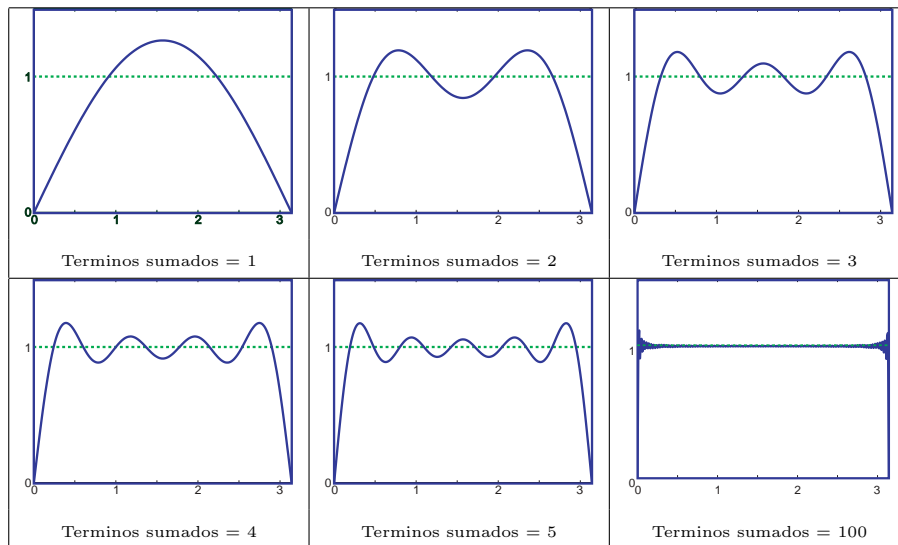 1
0
0 1 2 3
Terminos sumados = 1
1
0
0 1 2 3
Terminos sumados = 2
1
0
0 1 2 3
Terminos sumados = 3
1
0
0 1 2 3
Terminos sumados = 4
1
0
0 1 2 3
Terminos sumados = 5
1
0
0 1 2 3
Terminos sumados = 100